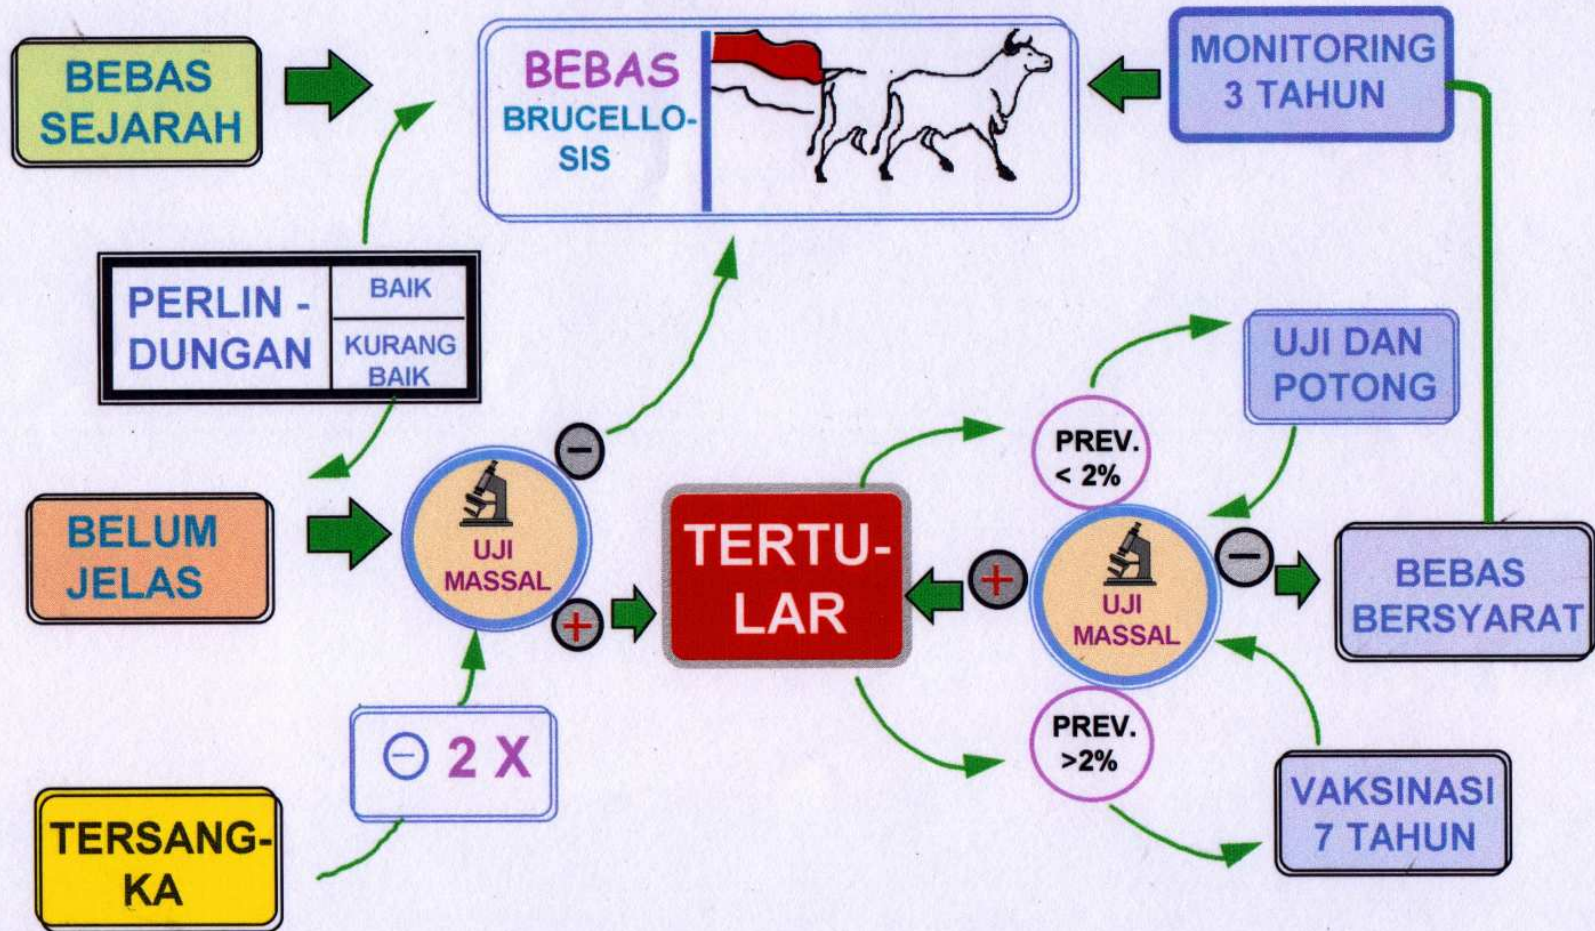 BEBAS
SEJARAH
BEBAS
BRUCELLO-
SIS
MONITORING
3 TAHUN
PERLIN -
DUNGAN
BAIK
KURANG
BAIK
UJI DAN
POTONG
PREV.
< 2%
BELUM
JELAS
UJI
MASSAL
−
+
TERTU-
LAR
+
UJI
MASSAL
−
BEBAS
BERSYARAT
− 2 X
PREV.
>2%
VAKSINASI
7 TAHUN
TERSANG-
KA